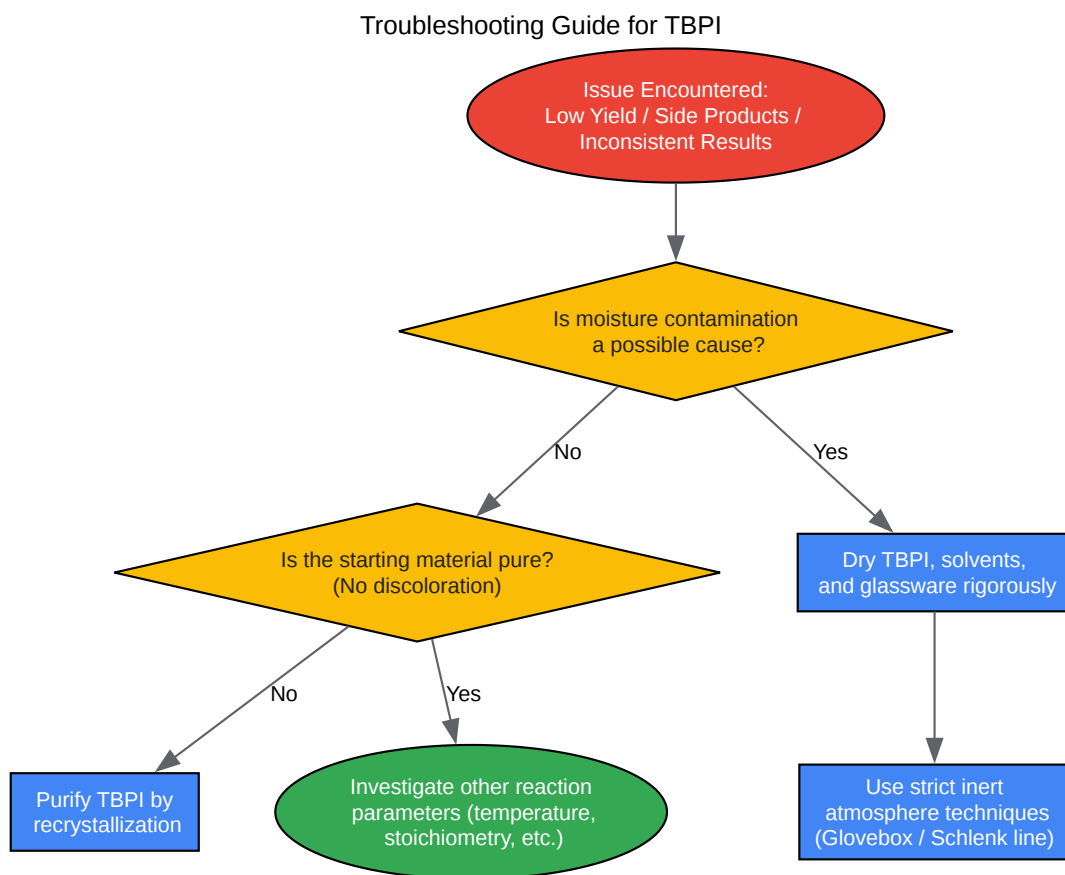 Troubleshooting Guide for TBPI
Issue Encountered:
Low Yield / Side Products /
Inconsistent Results
Is moisture contamination
a possible cause?
No
Yes
Is the starting material pure?
(No discoloration)
Dry TBPI, solvents,
and glassware rigorously
No
Yes
Purify TBPI by
recrystallization
Investigate other reaction
parameters (temperature,
stoichiometry, etc.)
Use strict inert
atmosphere techniques
(Glovebox / Schlenk line)